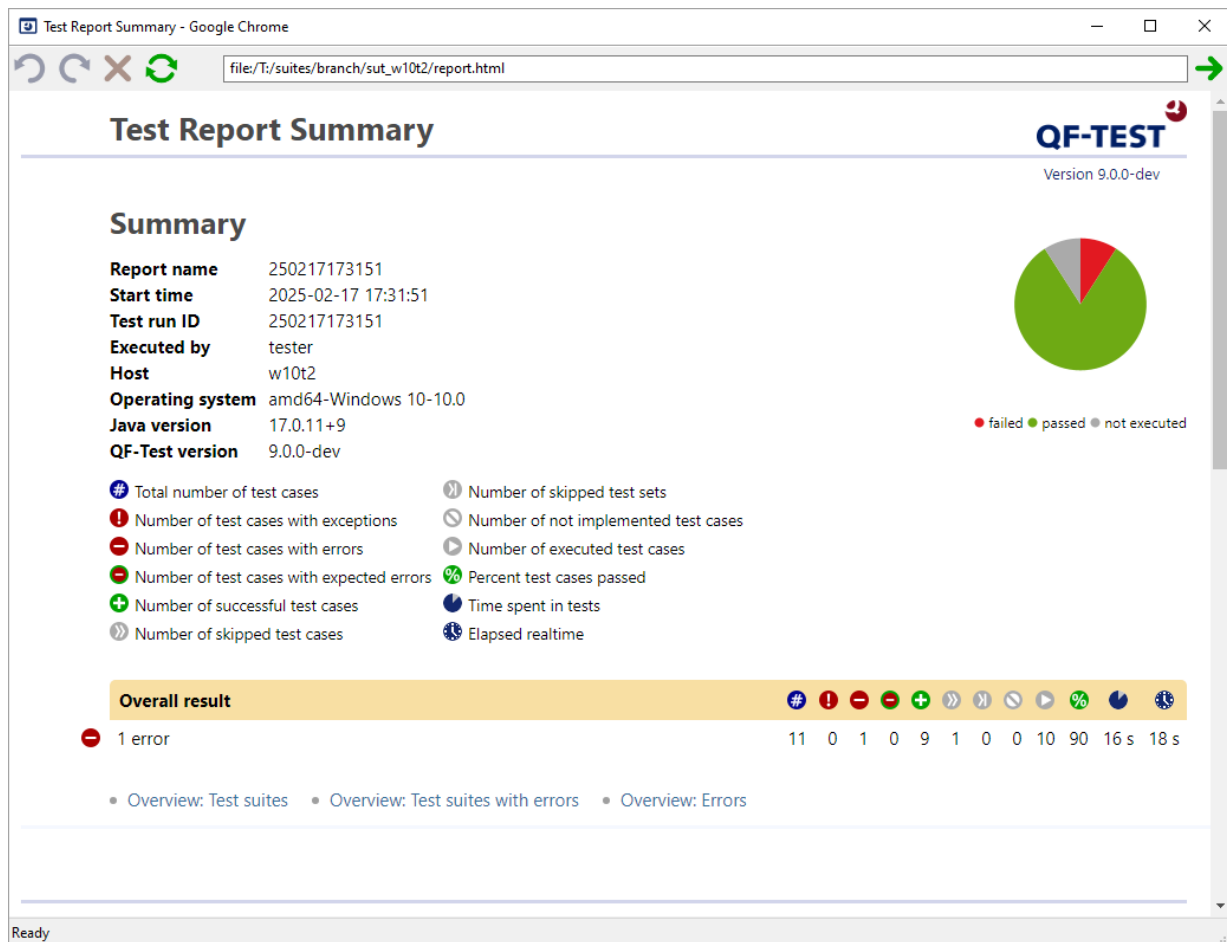 Test Report Summary - Google Chrome
file:/T:/suites/branch/sut_w10t2/report.html
Test Report Summary
QF-TEST
Version 9.0.0-dev
Summary
Report name 250217173151
Start time 2025-02-17 17:31:51
Test run ID 250217173151
Executed by tester
Host w10t2
Operating system amd64-Windows 10-10.0
Java version 17.0.11+9
QF-Test version 9.0.0-dev
failed passed not executed
# Total number of test cases
Number of skipped test sets
! Number of test cases with exceptions
Number of not implemented test cases
Number of test cases with errors
Number of executed test cases
Number of test cases with expected errors
% Percent test cases passed
Number of successful test cases
Time spent in tests
Number of skipped test cases
Elapsed realtime
Overall result # ! %
1 error 11 0 1 0 9 1 0 0 10 90 16 s 18 s
• Overview: Test suites • Overview: Test suites with errors • Overview: Errors
Ready